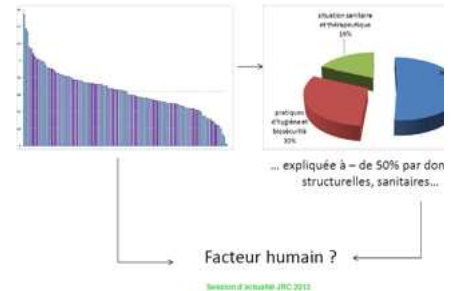 situation sanitaire
et thérapeutique
16%
pratiques
d'hygiène et
biosécurité
30%
... expliquée à – de 50% par don
structurelles, sanitaires...
Facteur humain ?
Session d'actualité JRC 2013